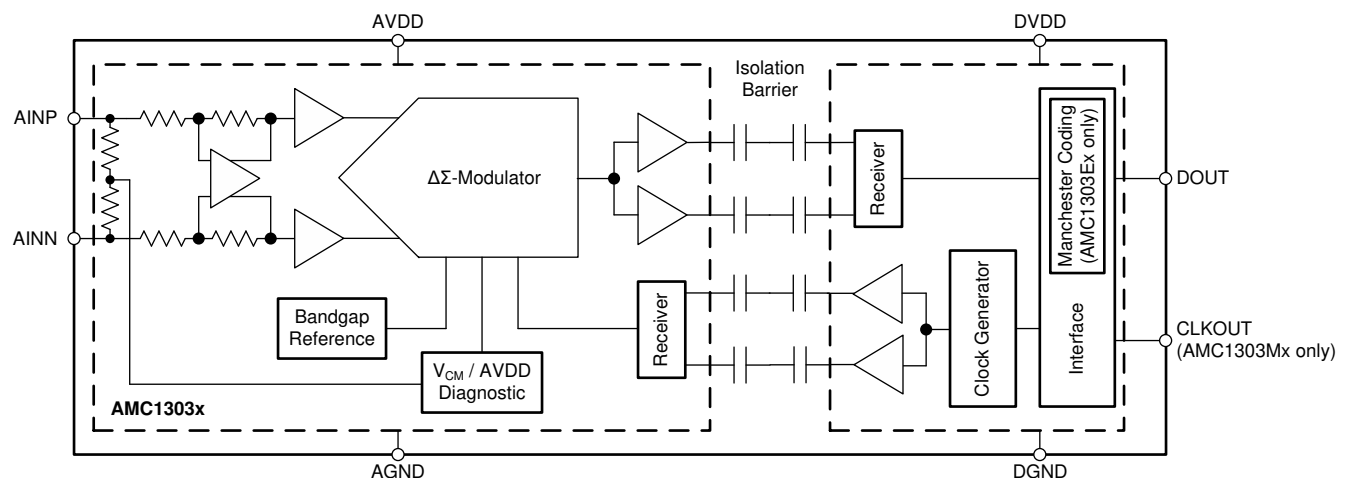 AVDD
DVDD
Isolation
Barrier
AINP
AINN
ΔΣ-Modulator
Receiver
Manchester Coding
(AMC1303Ex only)
DOUT
Bandgap
Reference
Receiver
Clock Generator
Interface
CLKOUT
(AMC1303Mx only)
VCM / AVDD
Diagnostic
AMC1303x
AGND
DGND